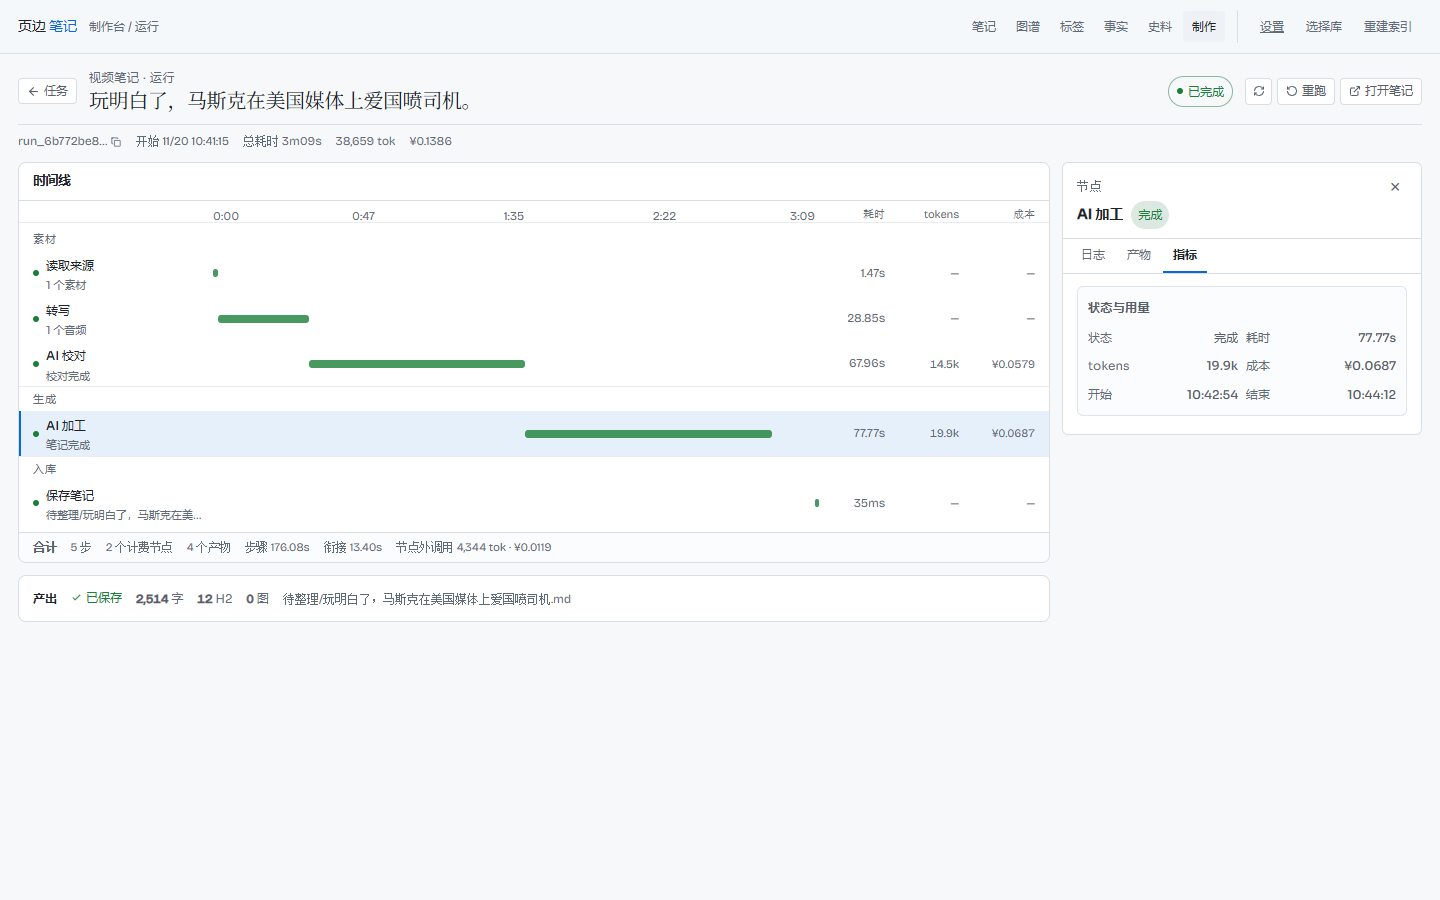 页边 笔记 制作台 / 运行 笔记 图谱 标签 事实 史料 制作 设置 选择库 重建索引
← 任务
视频笔记 · 运行
玩明白了，马斯克在美国媒体上爱国喷司机。
已完成 重跑 打开笔记
run_6b772be8... 开始 11/20 10:41:15 总耗时 3m09s 38,659 tok ¥0.1386
时间线
0:00 0:47 1:35 2:22 3:09 耗时 tokens 成本
素材
读取来源
1 个素材
1.47s — —
转写
1 个音频
28.85s — —
AI 校对
校对完成
67.96s 14.5k ¥0.0579
生成
AI 加工
笔记完成
77.77s 19.9k ¥0.0687
入库
保存笔记
待整理/玩明白了，马斯克在美...
35ms — —
合计 5 步 2 个计费节点 4 个产物 步骤 176.08s 衔接 13.40s 节点外调用 4,344 tok · ¥0.0119
产出 已保存 2,514 字 12 H2 0 图 待整理/玩明白了，马斯克在美国媒体上爱国喷司机.md
节点
AI 加工 完成
日志 产物 指标
状态与用量
状态 完成 耗时 77.77s
tokens 19.9k 成本 ¥0.0687
开始 10:42:54 结束 10:44:12